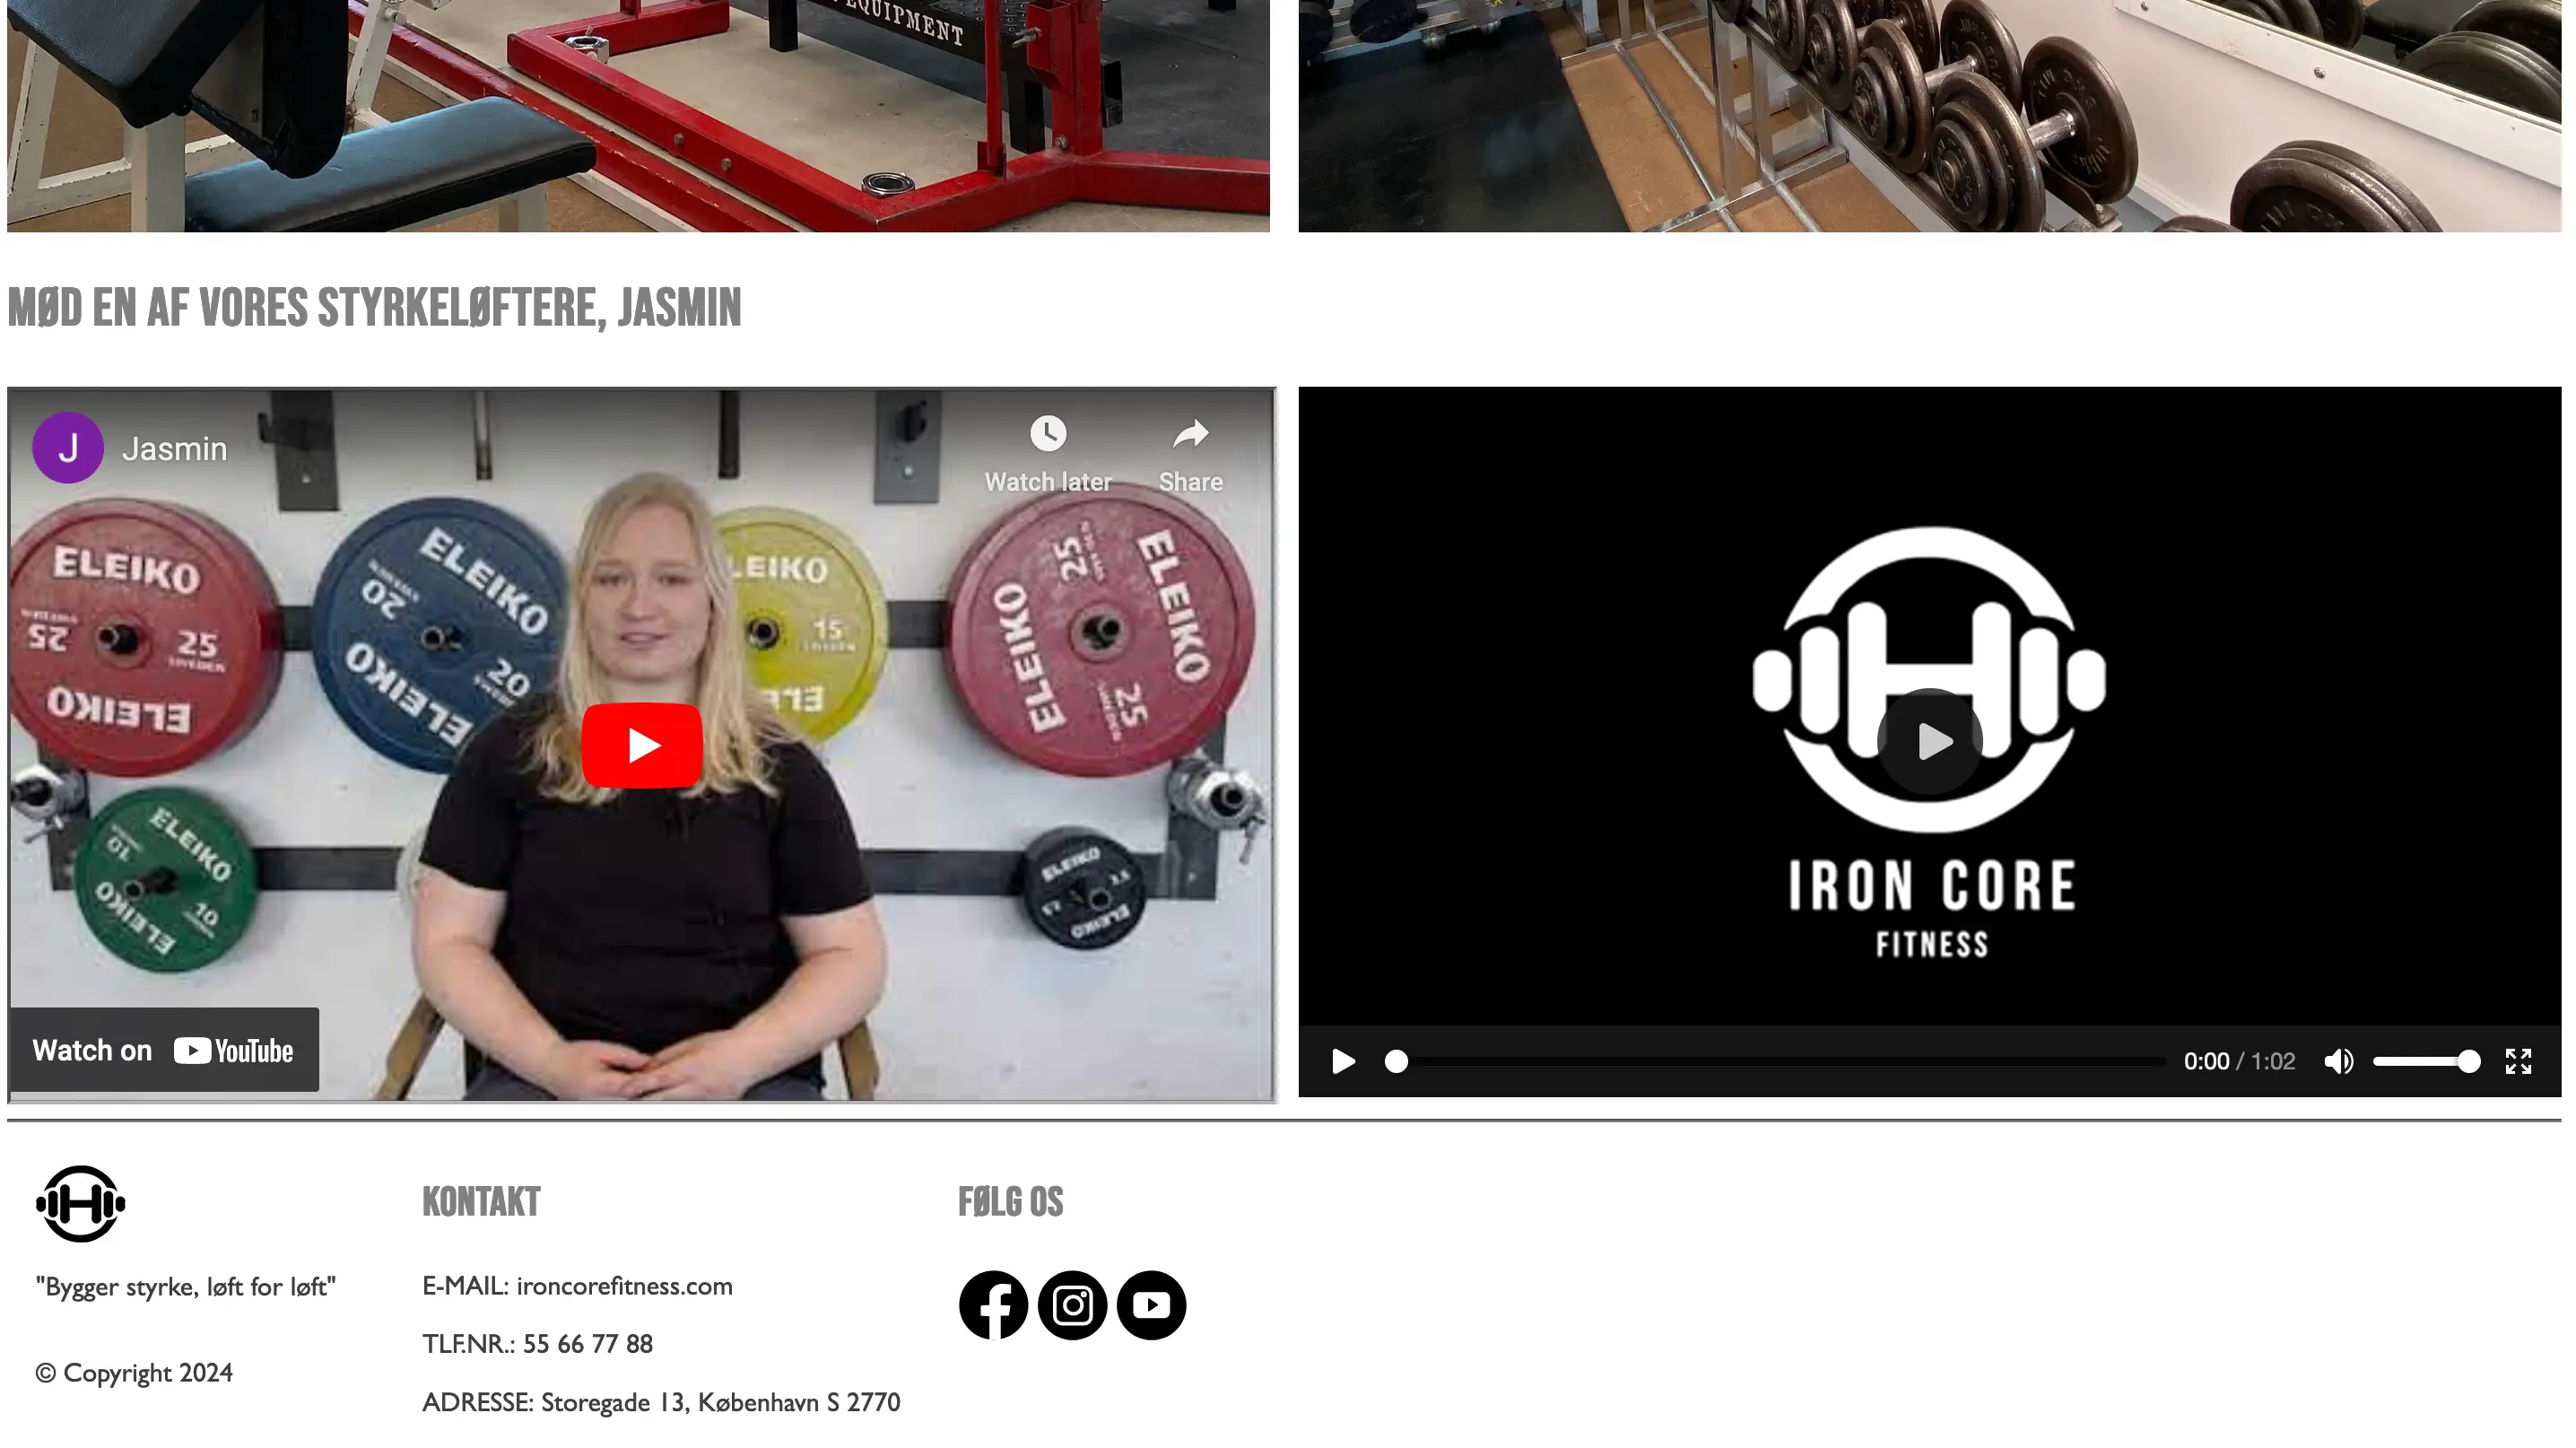 EQUIPMENT
MØD EN AF VORES STYRKELØFTERE, JASMIN
J
Jasmin
Watch later
Share
ELEIKO
25
25
ELEIKO
ELEIKO
20
20
ELEIKO
LEIKO
15
ELEIKO
25
ELEIKO
25
ELEIKO
10
10
ELEIKO
ELEIKO
ELEIKO
Watch on YouTube
IRON CORE
FITNESS
0:00 / 1:02
KONTAKT
FØLG OS
"Bygger styrke, løft for løft"
E-MAIL: ironcorefitness.com
TLF.NR.: 55 66 77 88
© Copyright 2024
ADRESSE: Storegade 13, København S 2770